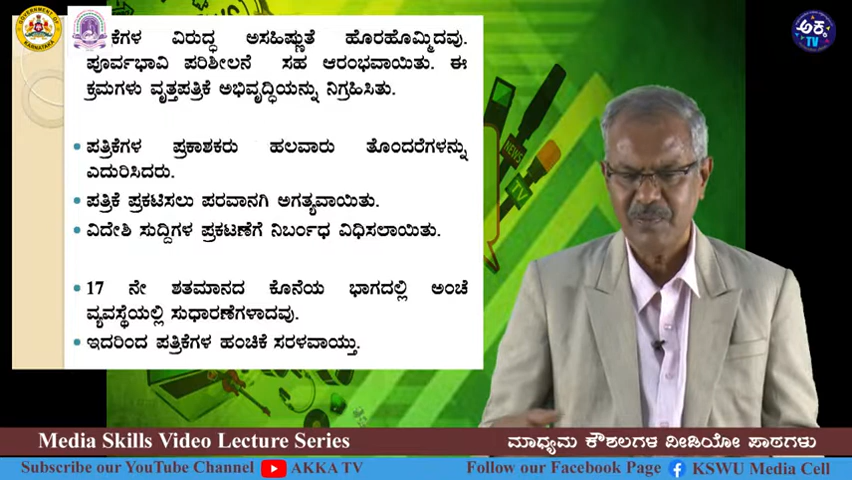 ಕೆಗಳ ವಿರುದ್ಧ ಅಸಹಿಷ್ಣುತೆ ಹೊರಹೊಮ್ಮಿದವು.
ಪೂರ್ವಭಾವಿ ಪರಿಶೀಲನೆ ಸಹ ಆರಂಭವಾಯಿತು. ಈ
ಕ್ರಮಗಳು ವೃತ್ತಪತ್ರಿಕೆ ಅಭಿವೃದ್ಧಿಯನ್ನು ನಿಗ್ರಹಿಸಿತು.
• ಪತ್ರಿಕೆಗಳ ಪ್ರಕಾಶಕರು ಹಲವಾರು ತೊಂದರೆಗಳನ್ನು
ಎದುರಿಸಿದರು.
• ಪತ್ರಿಕೆ ಪ್ರಕಟಿಸಲು ಪರವಾನಗಿ ಅಗತ್ಯವಾಯಿತು.
• ವಿದೇಶಿ ಸುದ್ದಿಗಳ ಪ್ರಕಟಣೆಗೆ ನಿರ್ಬಂಧ ವಿಧಿಸಲಾಯಿತು.
• 17 ನೇ ಶತಮಾನದ ಕೊನೆಯ ಭಾಗದಲ್ಲಿ ಅಂಚೆ
ವ್ಯವಸ್ಥೆಯಲ್ಲಿ ಸುಧಾರಣೆಗಳಾದವು.
• ಇದರಿಂದ ಪತ್ರಿಕೆಗಳ ಹಂಚಿಕೆ ಸರಳವಾಯ್ತು.
ಅಕ್ಕ
TV
NEWS
TV
Media Skills Video Lecture Series
ಮಾಧ್ಯಮ ಕೌಶಲಗಳ ವೀಡಿಯೋ ಪಾಠಗಳು
Subscribe our YouTube Channel AKKA TV
Follow our Facebook Page KSWU Media Cell